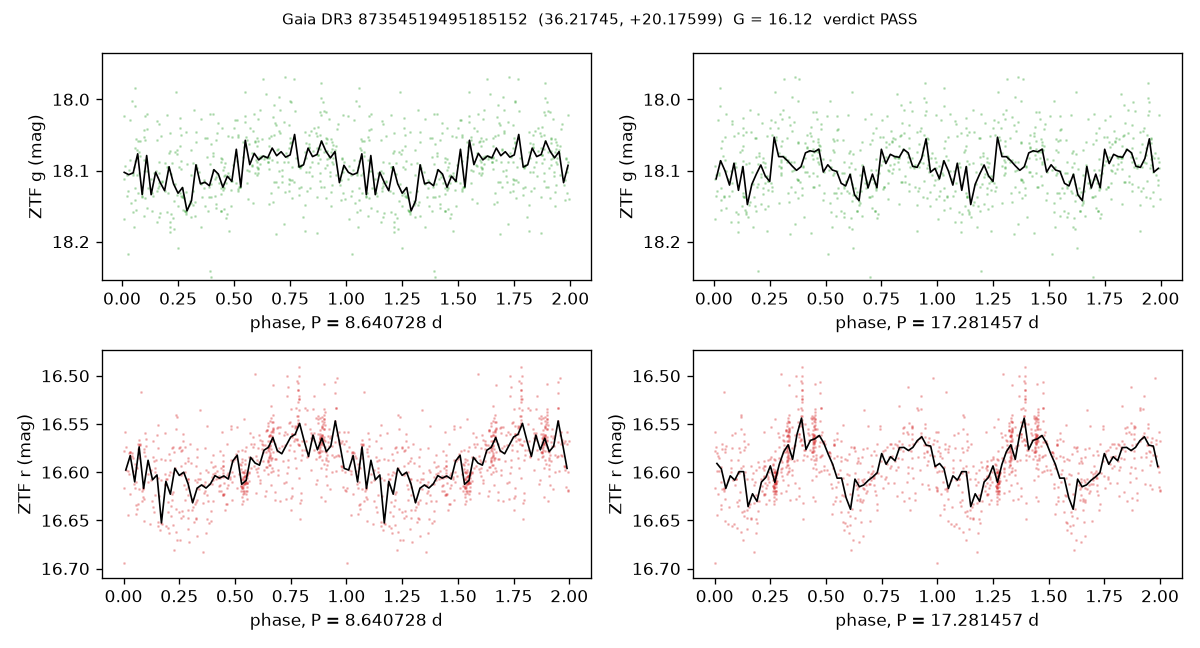 Gaia DR3 87354519495185152 (36.21745, +20.17599) G = 16.12 verdict PASS
ZTF g (mag)
18.0
18.1
18.2
0.00 0.25 0.50 0.75 1.00 1.25 1.50 1.75 2.00
phase, P = 8.640728 d
ZTF g (mag)
18.0
18.1
18.2
0.00 0.25 0.50 0.75 1.00 1.25 1.50 1.75 2.00
phase, P = 17.281457 d
ZTF r (mag)
16.50
16.55
16.60
16.65
16.70
0.00 0.25 0.50 0.75 1.00 1.25 1.50 1.75 2.00
phase, P = 8.640728 d
ZTF r (mag)
16.50
16.55
16.60
16.65
16.70
0.00 0.25 0.50 0.75 1.00 1.25 1.50 1.75 2.00
phase, P = 17.281457 d